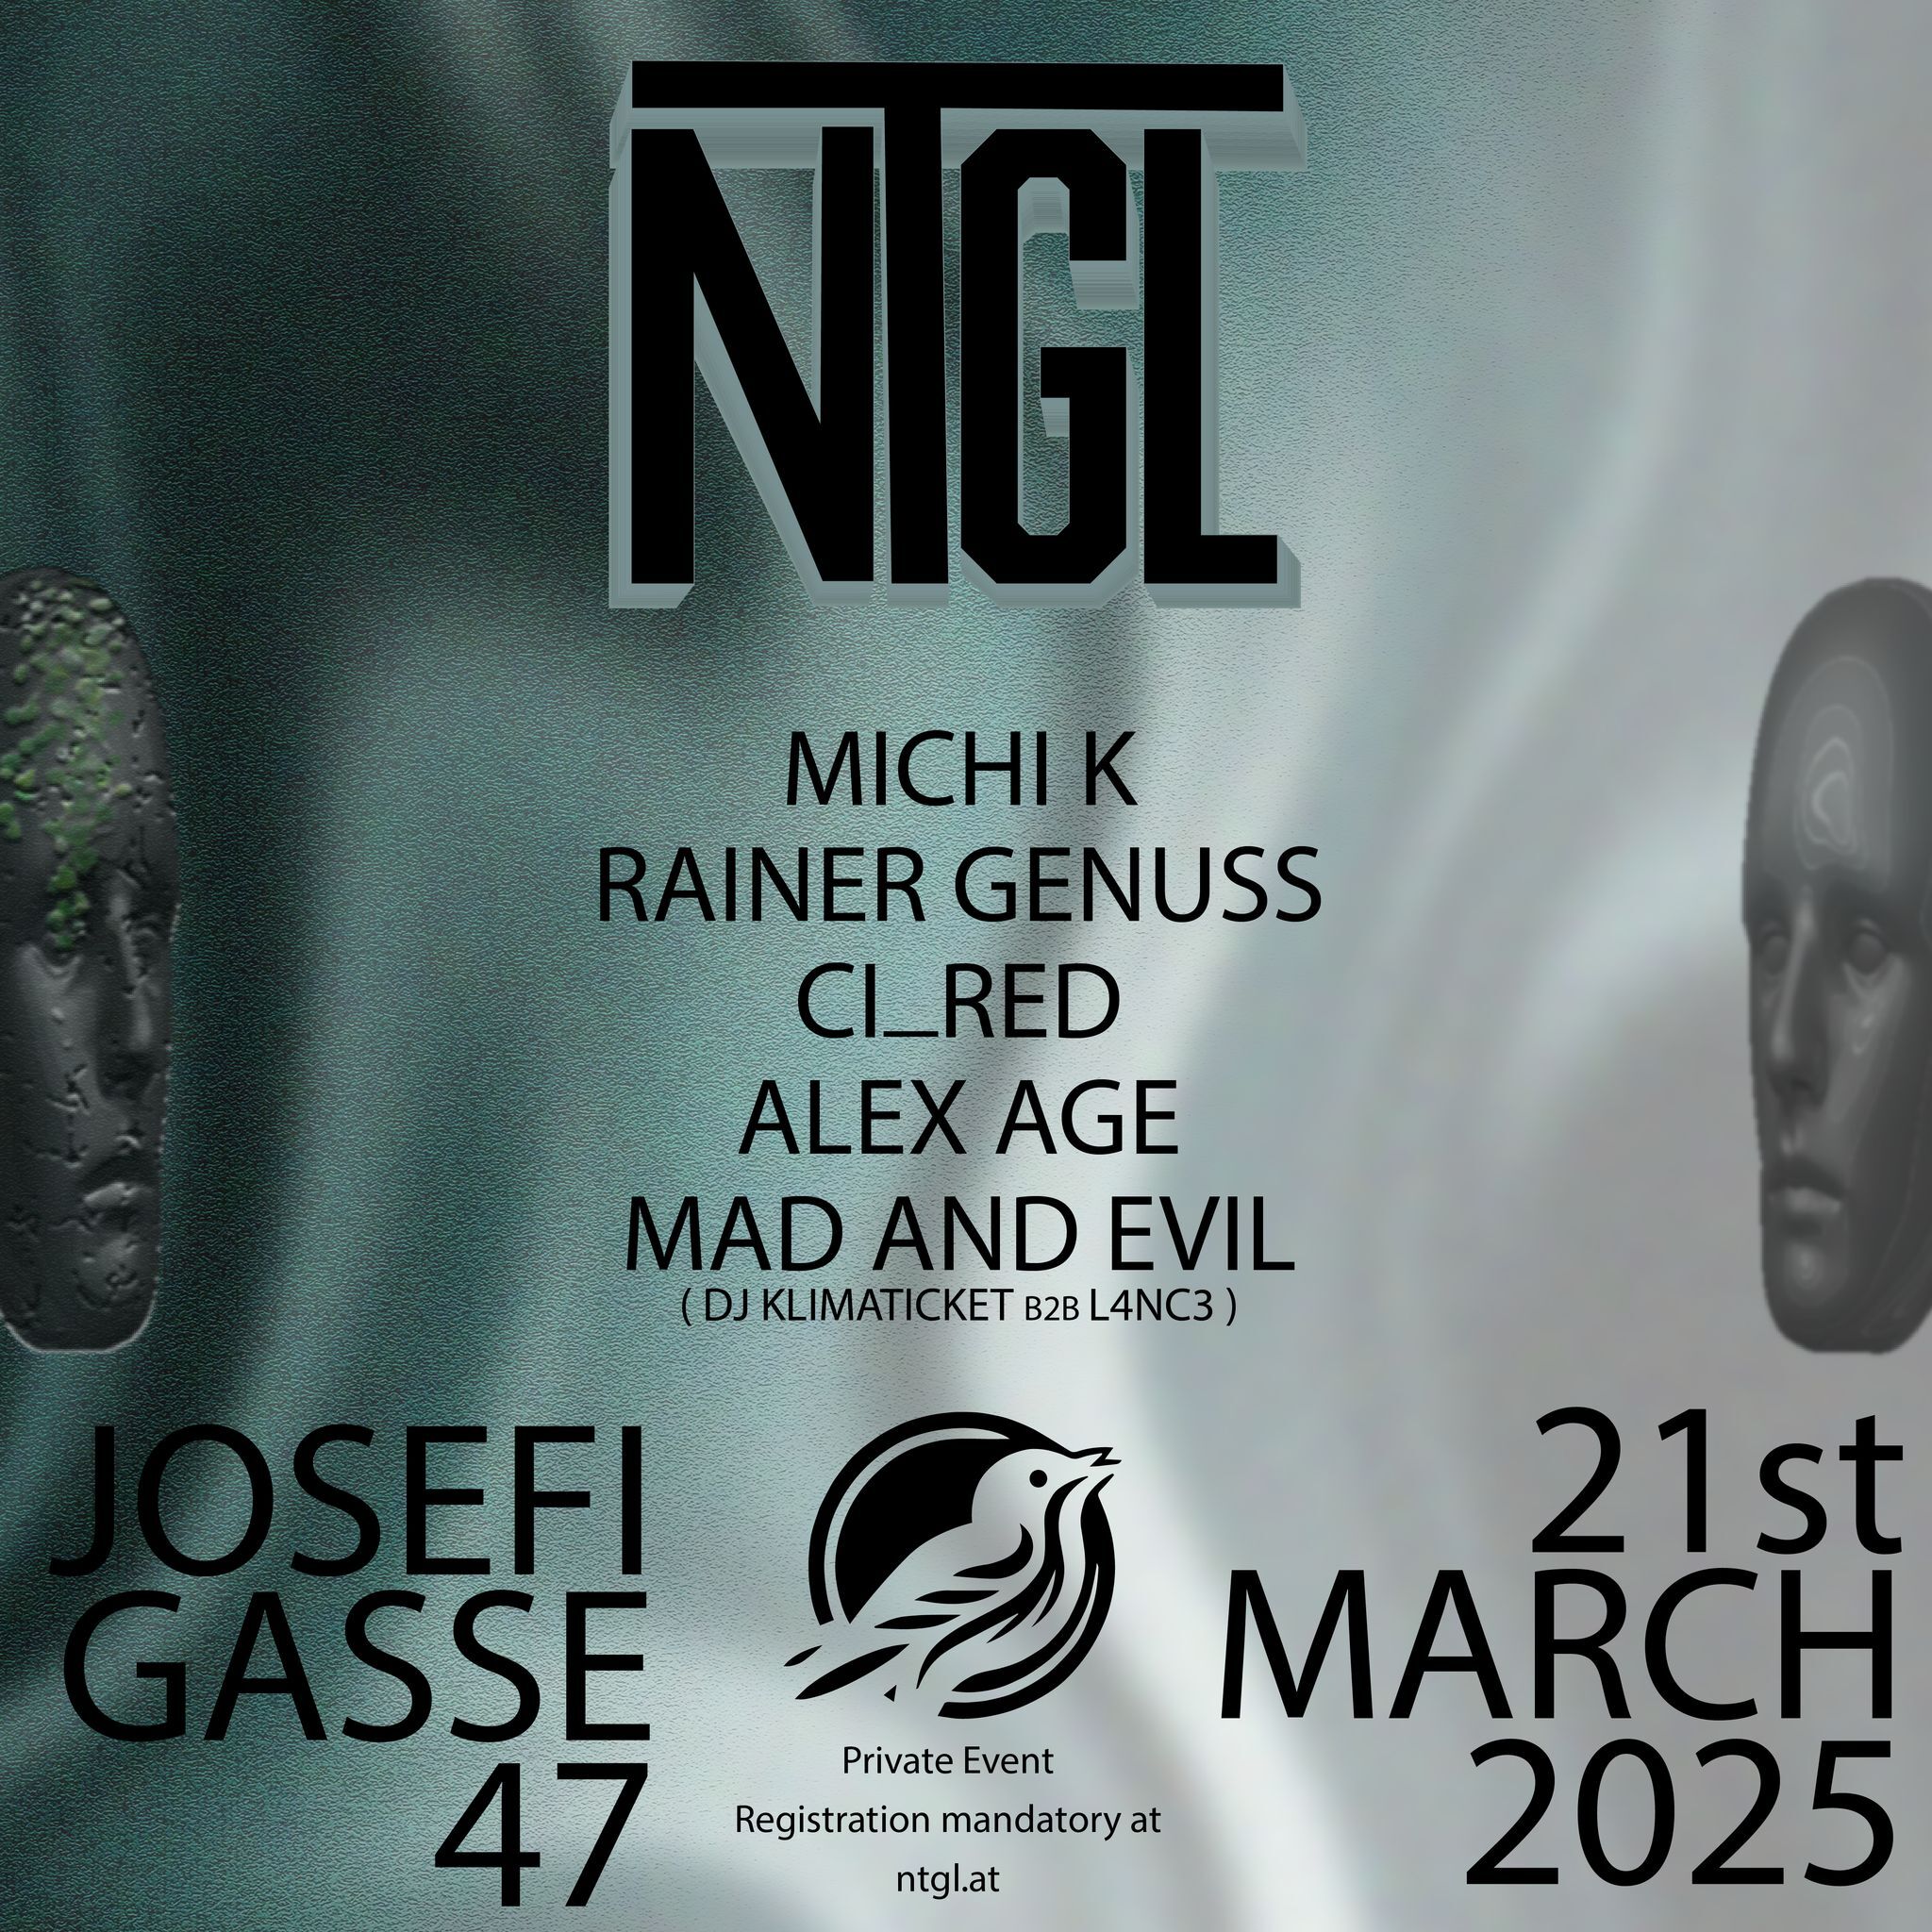 NTGL
MICHI K
RAINER GENUSS
CI_RED
ALEX AGE
MAD AND EVIL
( DJ KLIMATICKET B2B L4NC3 )
JOSEFI
GASSE
47
Private Event
Registration mandatory at
ntgl.at
21st
MARCH
2025